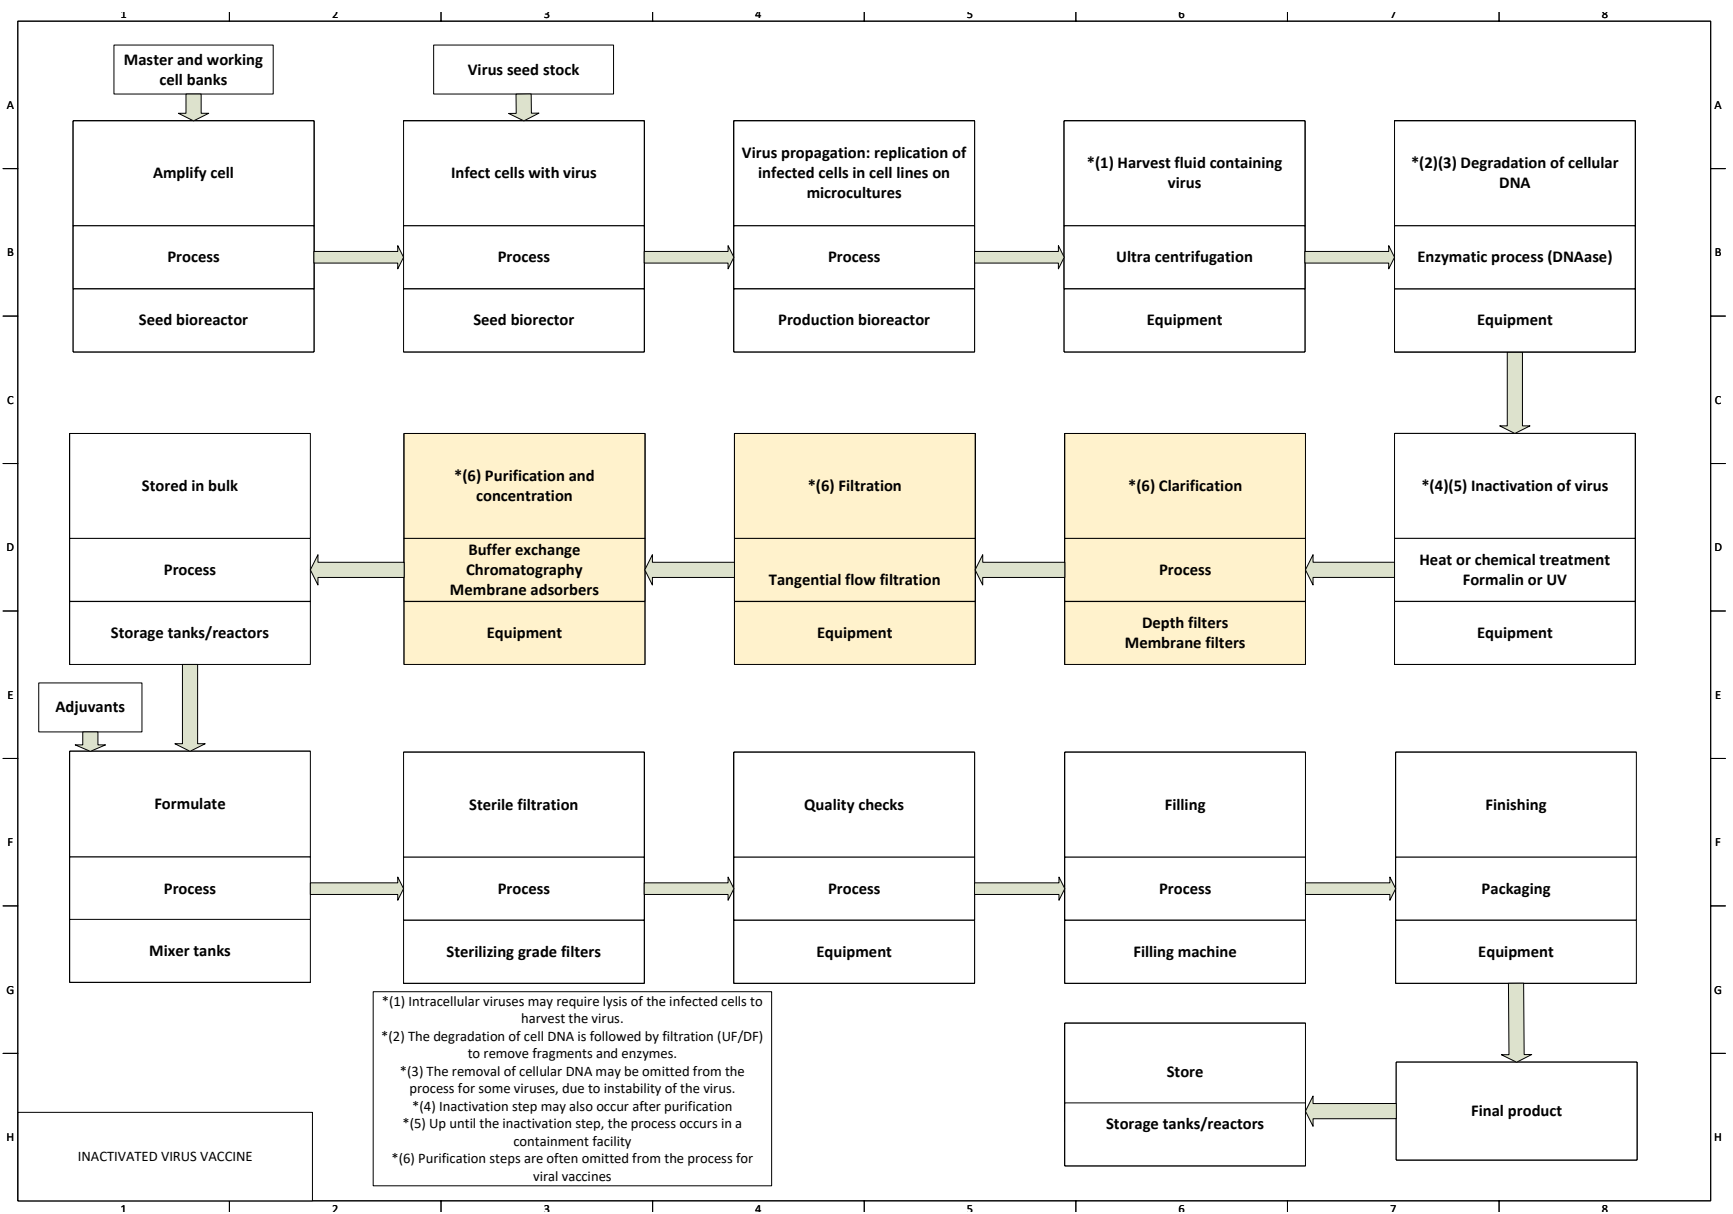 1 2 3 4 5 6 7 8
Master and working
cell banks
Virus seed stock
A
A
Amplify cell
Infect cells with virus
Virus propagation: replication of
infected cells in cell lines on
microcultures
*(1) Harvest fluid containing
virus
*(2)(3) Degradation of cellular
DNA
B
Process
Process
Process
Ultra centrifugation
Enzymatic process (DNAase)
B
Seed bioreactor
Seed biorector
Production bioreactor
Equipment
Equipment
C
C
Stored in bulk
*(6) Purification and
concentration
*(6) Filtration
*(6) Clarification
*(4)(5) Inactivation of virus
D
Process
Buffer exchange
Chromatography
Membrane adsorbers
Tangential flow filtration
Process
Heat or chemical treatment
Formalin or UV
D
Storage tanks/reactors
Equipment
Equipment
Depth filters
Membrane filters
Equipment
E
E
Adjuvants
Formulate
Sterile filtration
Quality checks
Filling
Finishing
F
F
Process
Process
Process
Process
Packaging
Mixer tanks
Sterilizing grade filters
Equipment
Filling machine
Equipment
G
G
*(1) Intracellular viruses may require lysis of the infected cells to
harvest the virus.
*(2) The degradation of cell DNA is followed by filtration (UF/DF)
to remove fragments and enzymes.
*(3) The removal of cellular DNA may be omitted from the
process for some viruses, due to instability of the virus.
*(4) Inactivation step may also occur after purification
*(5) Up until the inactivation step, the process occurs in a
containment facility
*(6) Purification steps are often omitted from the process for
viral vaccines
Store
Storage tanks/reactors
Final product
H
H
INACTIVATED VIRUS VACCINE
1 2 3 4 5 6 7 8